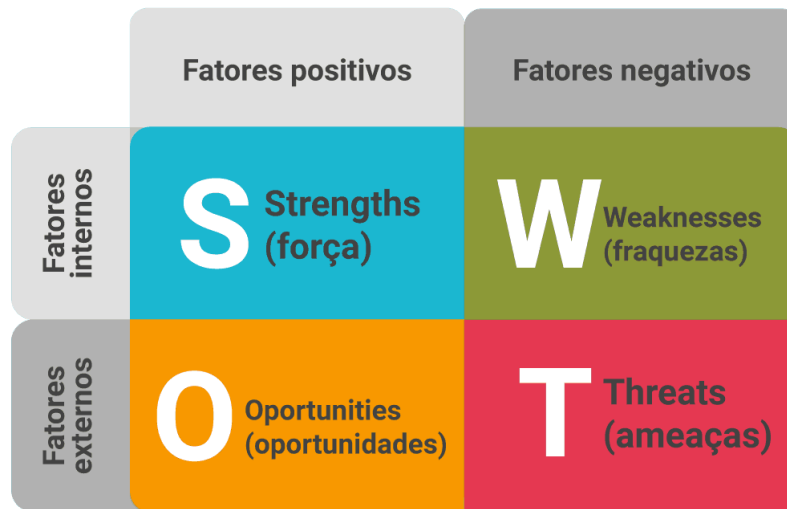 Fatores positivos
Fatores negativos
Fatores
internos
S
Strengths
(força)
W
Weaknesses
(fraquezas)
Fatores
externos
O
Oportunities
(oportunidades)
T
Threats
(ameaças)